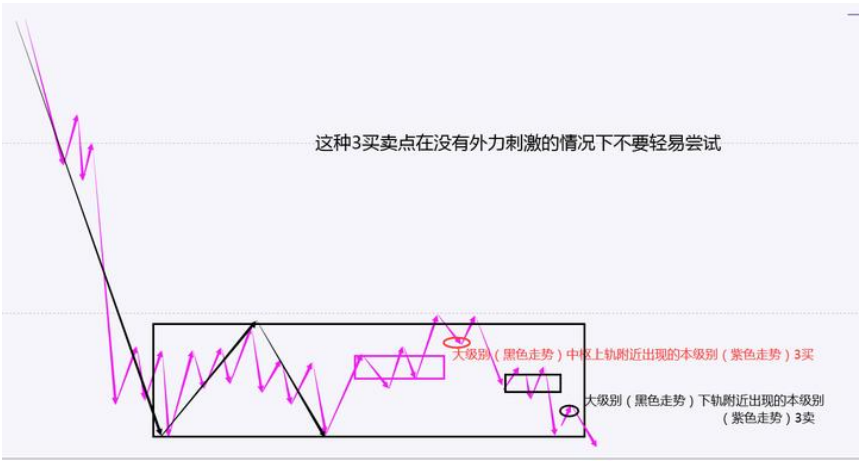 这种3买卖点在没有外力刺激的情况下不要轻易尝试
大级别（黑色走势）中枢上轨附近出现的本级别（紫色走势）3买
大级别（黑色走势）下轨附近出现的本级别
（紫色走势）3卖